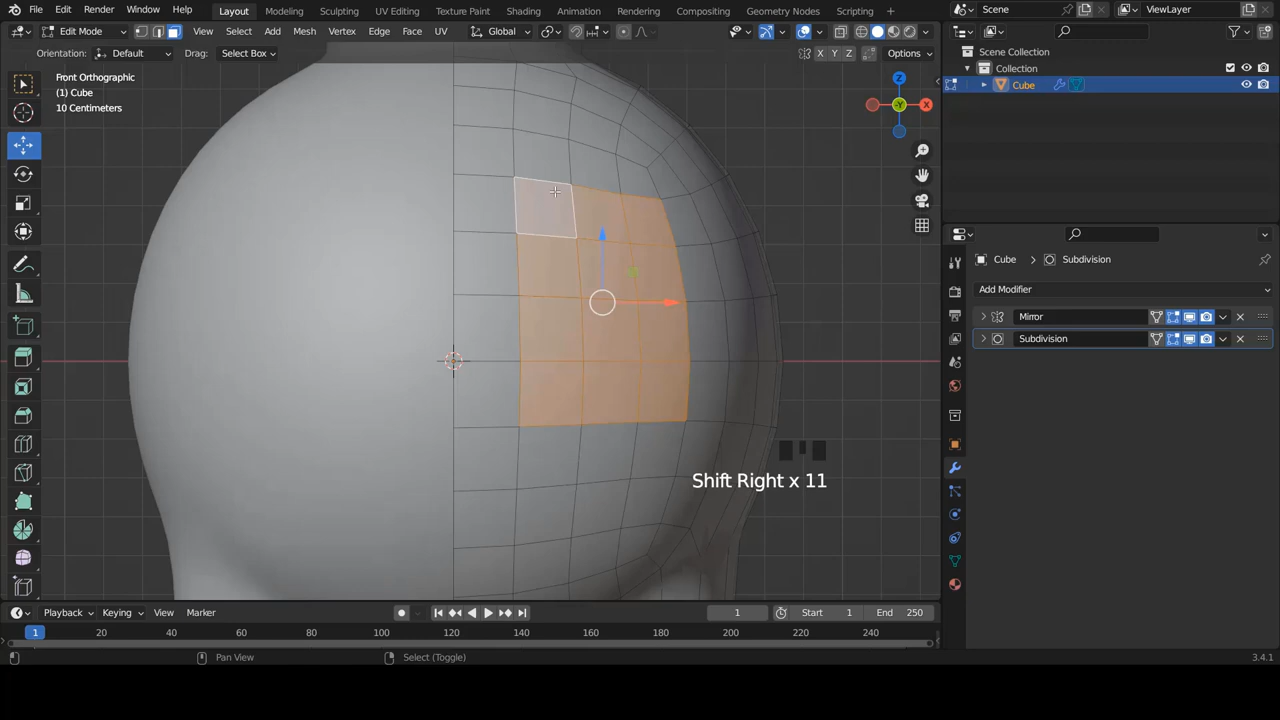 File Edit Render Window Help Layout Modeling Sculpting UV Editing Texture Paint Shading Animation Rendering Compositing Geometry Nodes Scripting Scene ViewLayer
Edit Mode View Select Add Mesh Vertex Edge Face UV Global
Orientation: Default Drag: Select Box X Y Z Options
Front Orthographic
(1) Cube
10 Centimeters
Z
X
-Y
Shift Right x 11
Scene Collection
Collection
Cube
Cube Subdivision
Add Modifier
Mirror
Subdivision
Playback Keying View Marker 1 Start 1 End 250
1 20 40 60 80 100 120 140 160 180 200 220 240
Pan View Select (Toggle) 3.4.1